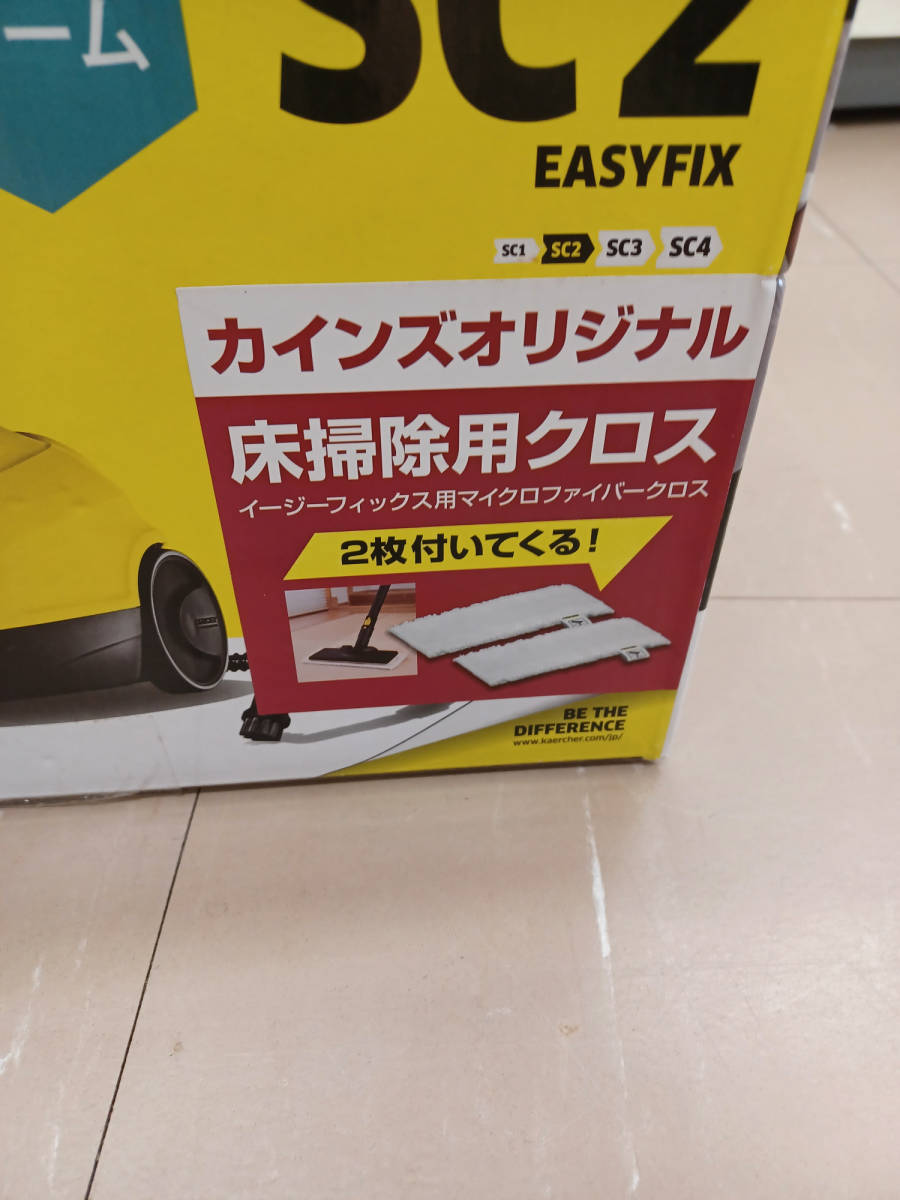 ーム
SC2
EASYFIX
SC1 SC2 SC3 SC4
カインズオリジナル
床掃除用クロス
イージーフィックス用マイクロファイバークロス
2枚付いてくる!
BE THE
DIFFERENCE
www.kaercher.com/jp/